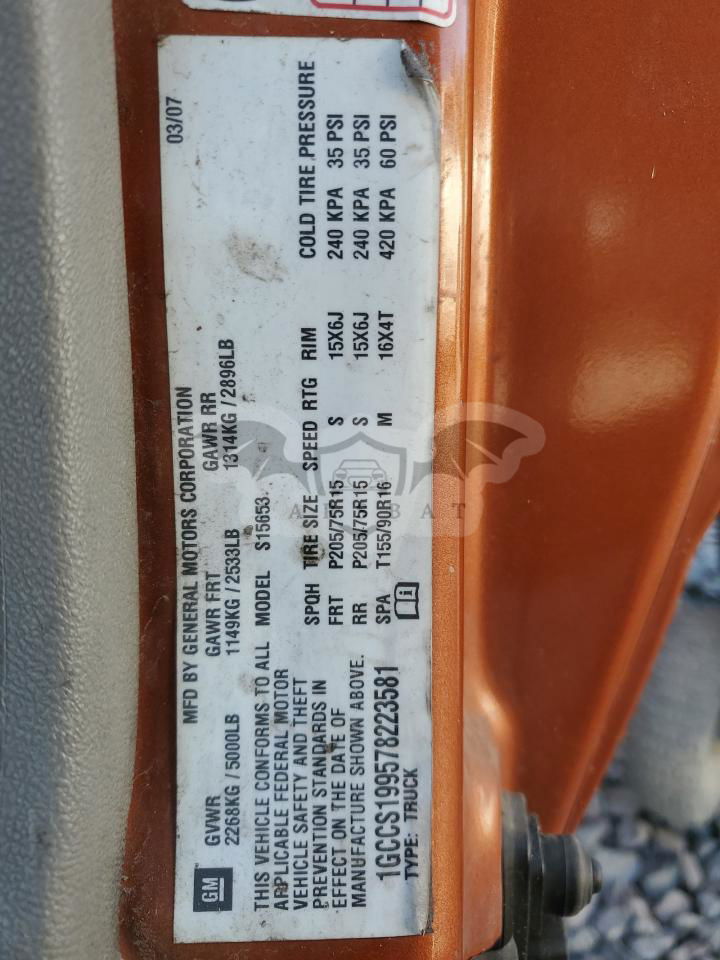 MFD BY GENERAL MOTORS CORPORATION 03/07
GM
GVWR GAWR FRT GAWR RR
2268KG / 5000LB 1149KG / 2533LB 1314KG / 2896LB
THIS VEHICLE CONFORMS TO ALL MODEL S15653
APPLICABLE FEDERAL MOTOR
VEHICLE SAFETY AND THEFT
PREVENTION STANDARDS IN
EFFECT ON THE DATE OF
MANUFACTURE SHOWN ABOVE.
SPQH TIRE SIZE SPEED RTG RIM COLD TIRE PRESSURE
FRT P205/75R15 S 15X6J 240 KPA 35 PSI
RR P205/75R15 S 15X6J 240 KPA 35 PSI
SPA T155/90R16 M 16X4T 420 KPA 60 PSI
1GCCS199578223581
TYPE: TRUCK